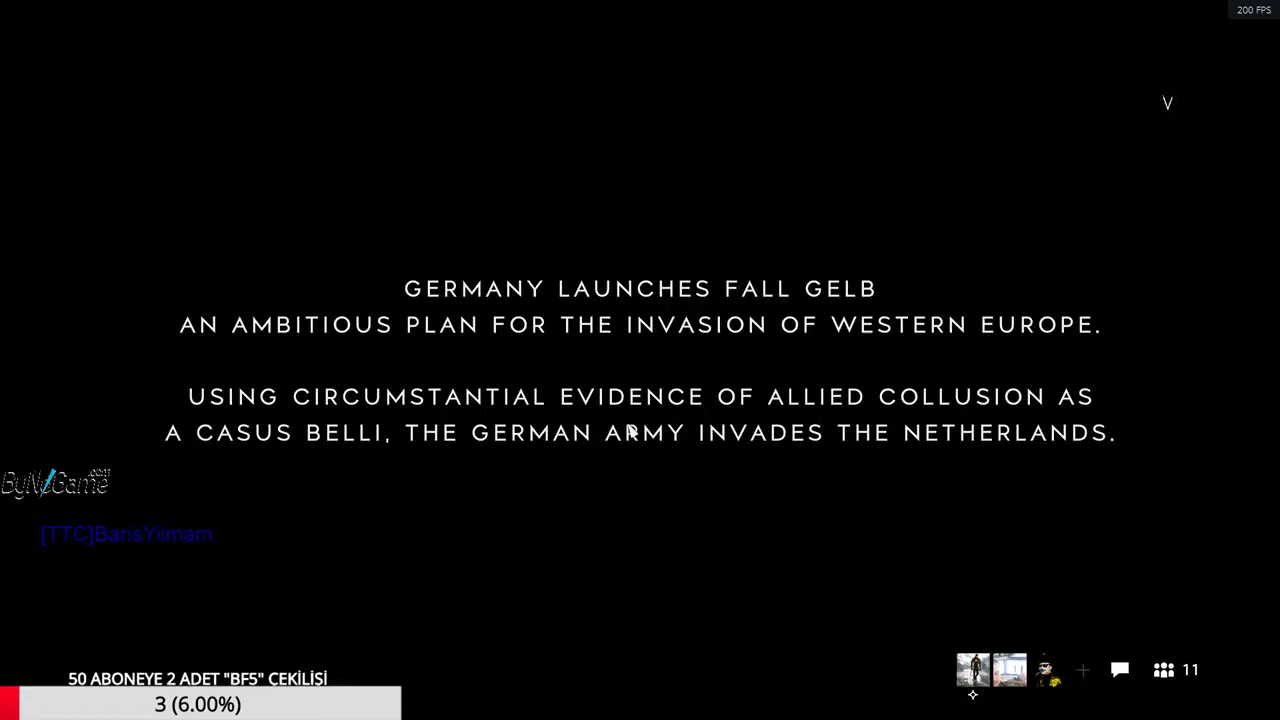 200 FPS
V
GERMANY LAUNCHES FALL GELB
AN AMBITIOUS PLAN FOR THE INVASION OF WESTERN EUROPE.
USING CIRCUMSTANTIAL EVIDENCE OF ALLIED COLLUSION AS
A CASUS BELLI, THE GERMAN ARMY INVADES THE NETHERLANDS.
ByNoGame.com
[TTC]BarisYilmam
50 ABONEYE 2 ADET "BF5" ÇEKİLİŞİ
3 (6.00%)
11